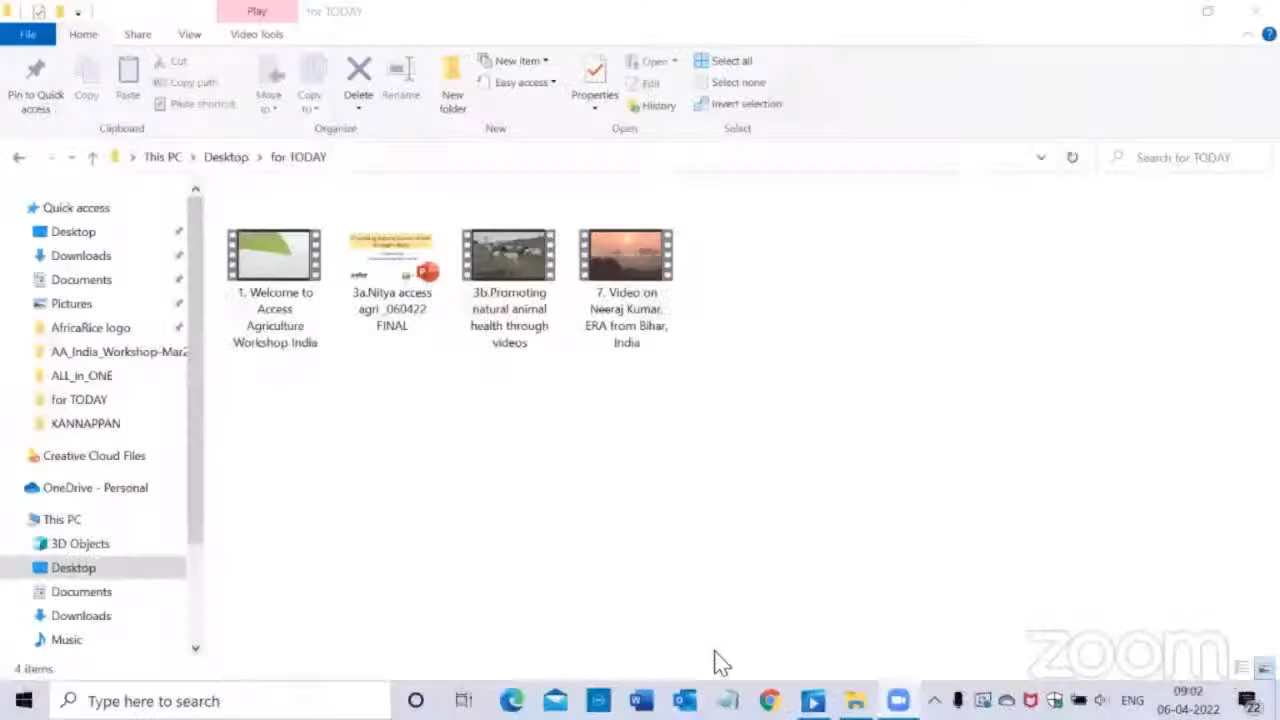 Play
for TODAY
File
Home
Share
View
Video Tools
Pin to Quick access
Copy
Paste
Cut
Copy path
Paste shortcut
Move to
Copy to
Delete
Rename
New folder
New item
Easy access
Properties
Open
Edit
History
Select all
Select none
Invert selection
Clipboard
Organize
New
Open
Select
This PC > Desktop > for TODAY
Search for TODAY
Quick access
Desktop
Downloads
Documents
Pictures
AfricaRice logo
AA_India_Workshop-Mar2
ALL_in_ONE
for TODAY
KANNAPPAN
Creative Cloud Files
OneDrive - Personal
This PC
3D Objects
Desktop
Documents
Downloads
Music
1. Welcome to
Access
Agriculture
Workshop India
3a.Nitya access
agri _060422
FINAL
3b.Promoting
natural animal
health through
videos
7. Video on
Neeraj Kumar,
ERA from Bihar,
India
zoom
4 items
Type here to search
ENG
09:02
06-04-2022
22